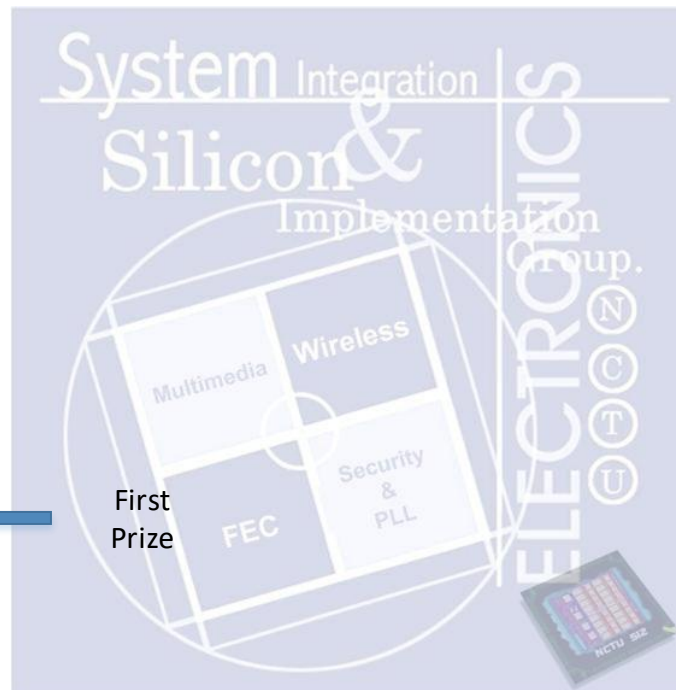 System Integration
&
Silicon
Implementation
Group.
ELECTRONICS
N
C
T
U
Multimedia
Wireless
Security
&
PLL
FEC
First
Prize
NCTU SI2